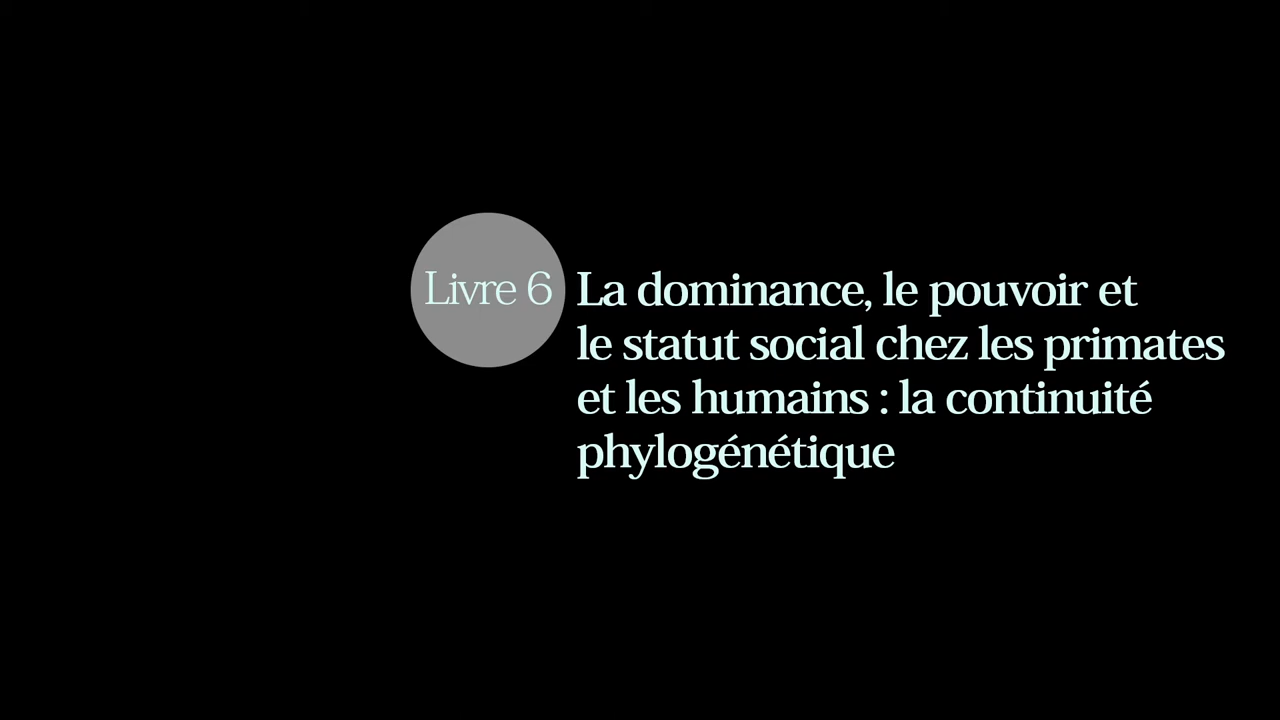 Livre 6
La dominance, le pouvoir et
le statut social chez les primates
et les humains : la continuité
phylogénétique